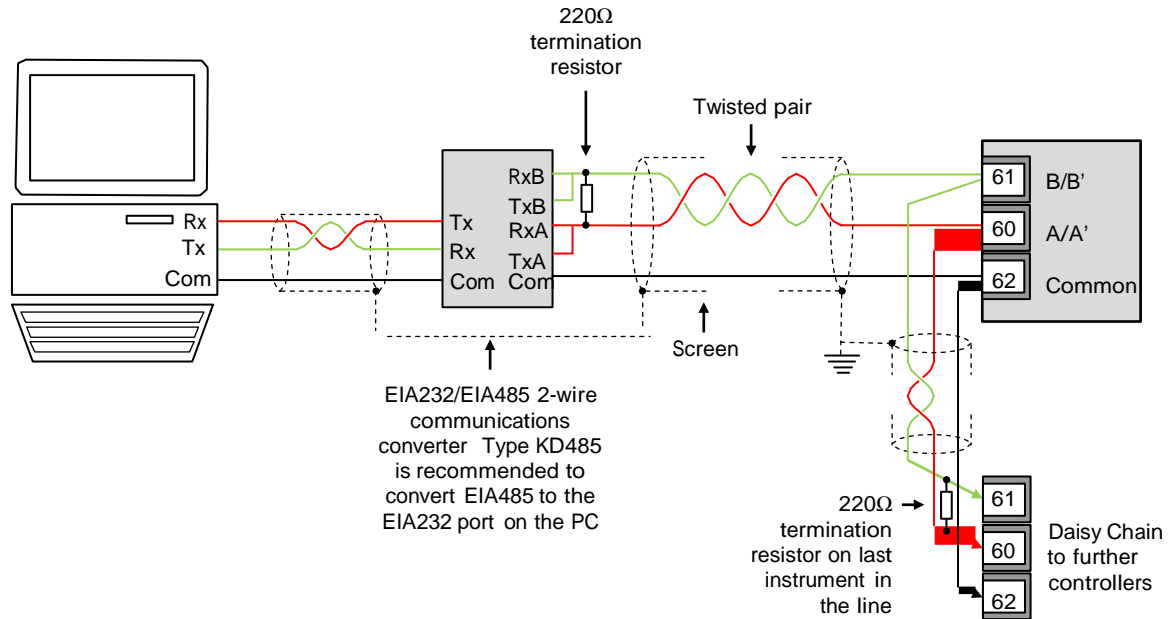 220Ω
termination
resistor
Twisted pair
Rx
Tx
Com
Tx
Rx
Com
RxB
TxB
RxA
TxA
Com
61
B/B'
60
A/A'
62
Common
Screen
EIA232/EIA485 2-wire
communications
converter Type KD485
is recommended to
convert EIA485 to the
EIA232 port on the PC
220Ω
termination
resistor on last
instrument in
the line
61
60
62
Daisy Chain
to further
controllers